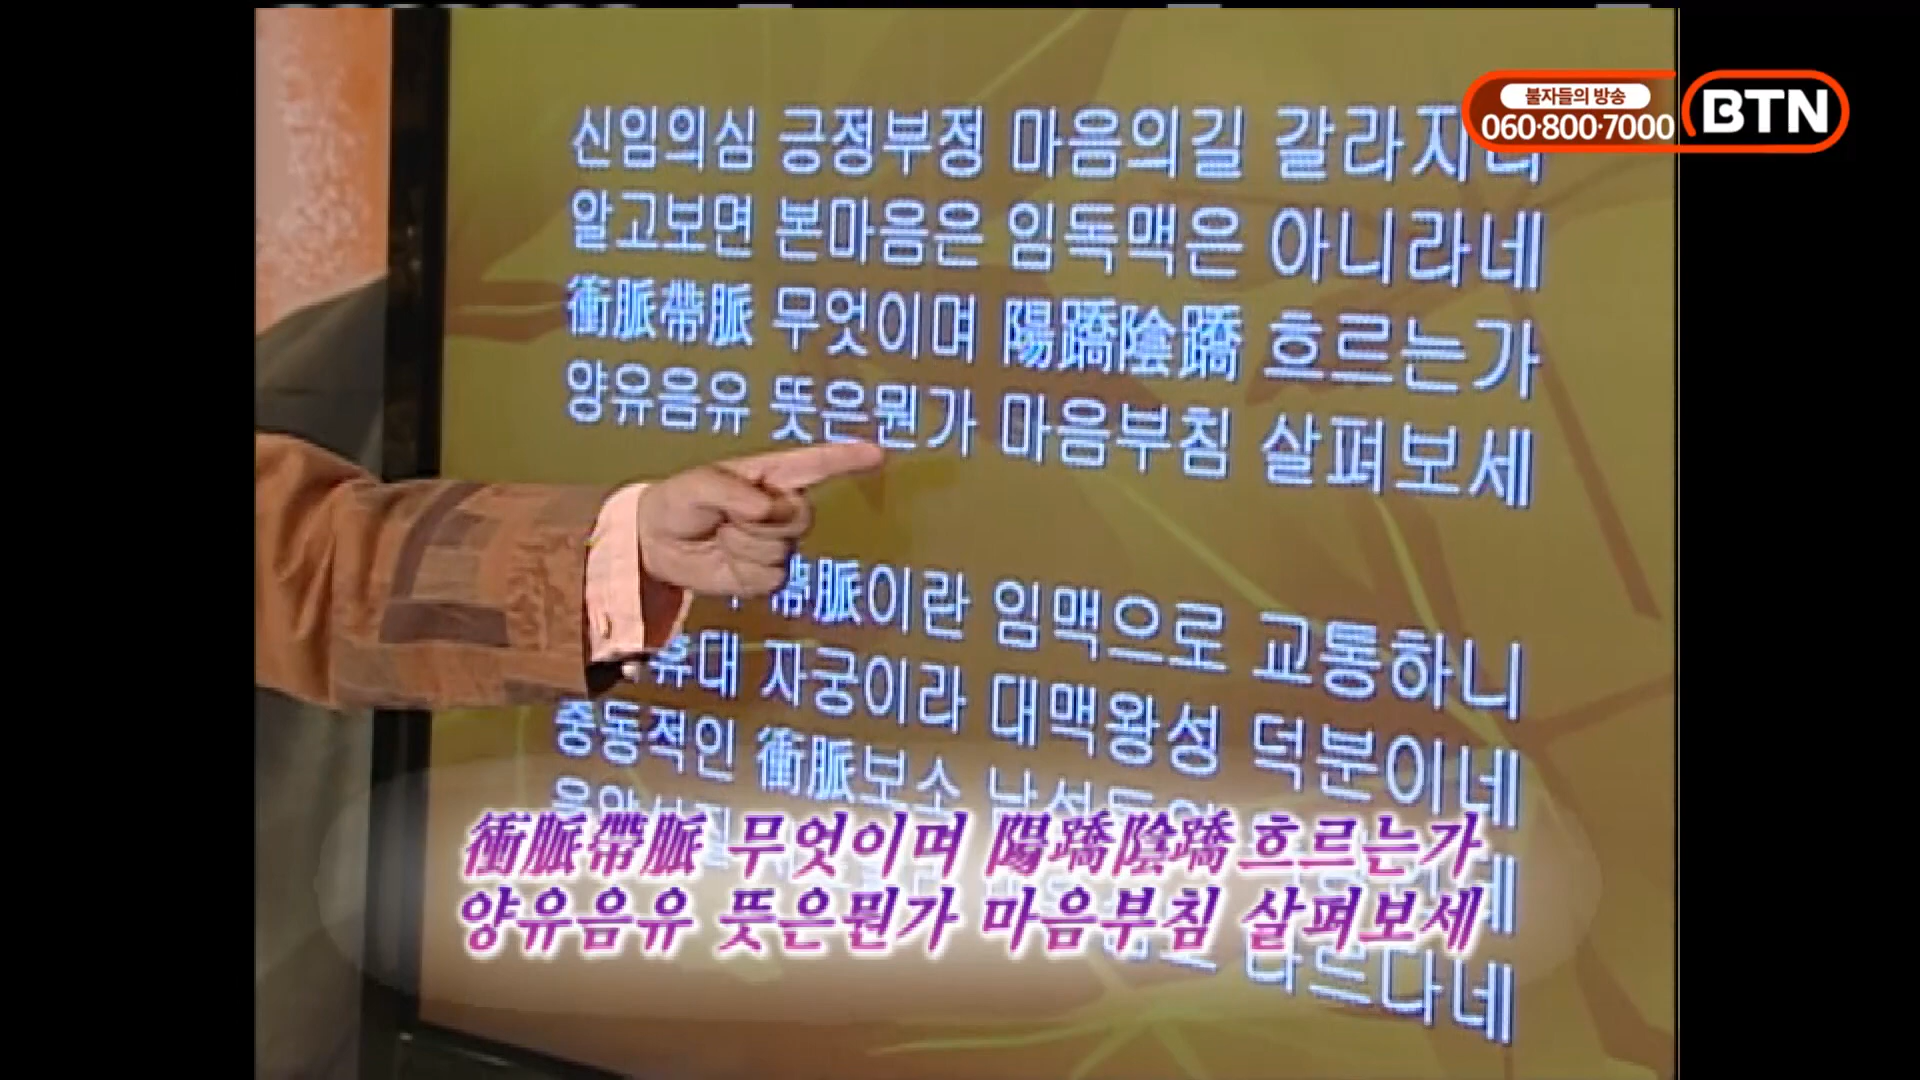 불자들의 방송
060·800·7000
BTN
신임의심 긍정부정 마음의길 갈라지니
알고보면 본마음은 임독맥은 아니라네
衝脈帶脈 무엇이며 陽蹻陰蹻 흐르는가
양유음유 뜻은뭔가 마음부침 살펴보세
帶脈이란 임맥으로 교통하니
휴대 자궁이라 대맥왕성 덕분이네
중동적인 衝脈보소
다르다네
衝脈帶脈 무엇이며 陽蹻陰蹻 흐르는가
양유음유 뜻은뭔가 마음부침 살펴보세